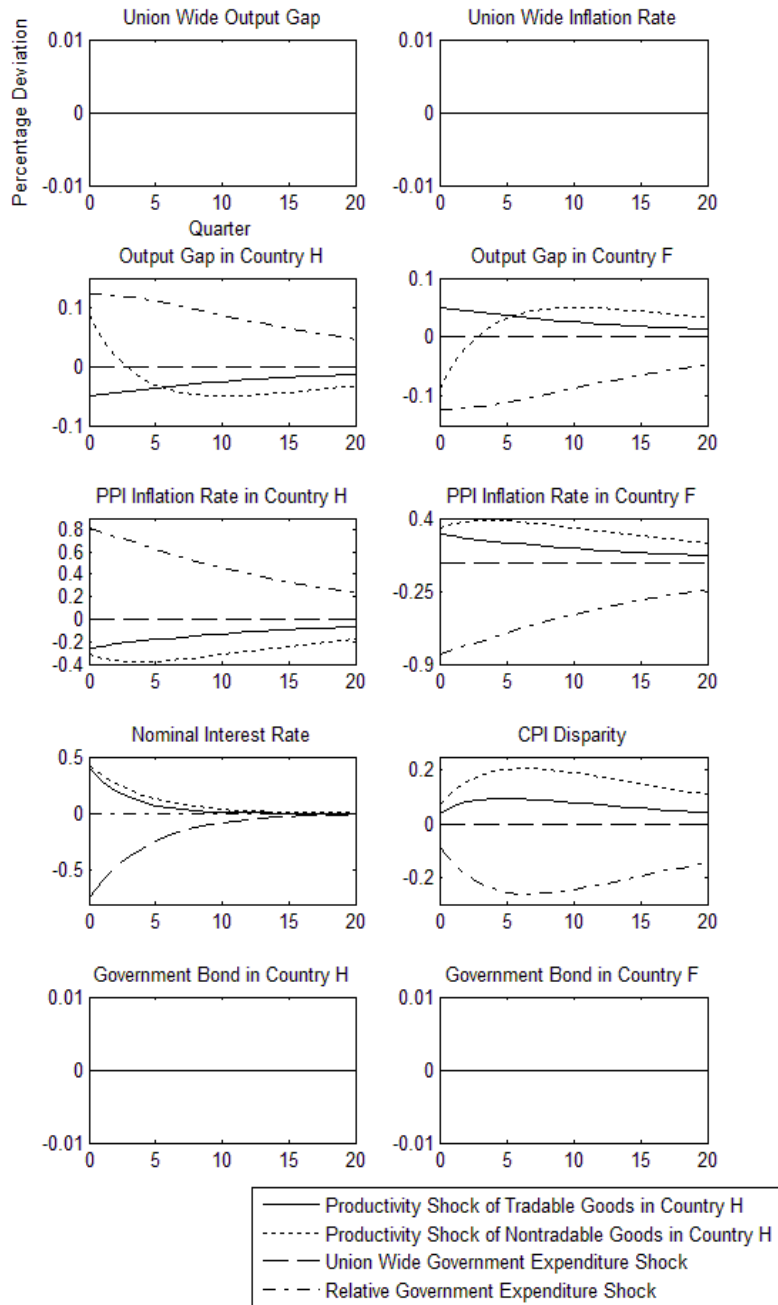 Union Wide Output Gap
Union Wide Inflation Rate
Percentage Deviation
0.01
0
-0.01
0 5 10 15 20
Quarter
0.01
0
-0.01
0 5 10 15 20
Output Gap in Country H
Output Gap in Country F
0.1
0
-0.1
0 5 10 15 20
0.1
0
-0.1
0 5 10 15 20
PPI Inflation Rate in Country H
PPI Inflation Rate in Country F
0.8
0.6
0.4
0.2
0
-0.2
-0.4
0 5 10 15 20
0.4
-0.25
-0.9
0 5 10 15 20
Nominal Interest Rate
CPI Disparity
0.5
0
-0.5
0 5 10 15 20
0.2
0
-0.2
0 5 10 15 20
Government Bond in Country H
Government Bond in Country F
0.01
0
-0.01
0 5 10 15 20
0.01
0
-0.01
0 5 10 15 20
Productivity Shock of Tradable Goods in Country H
Productivity Shock of Nontradable Goods in Country H
Union Wide Government Expenditure Shock
Relative Government Expenditure Shock